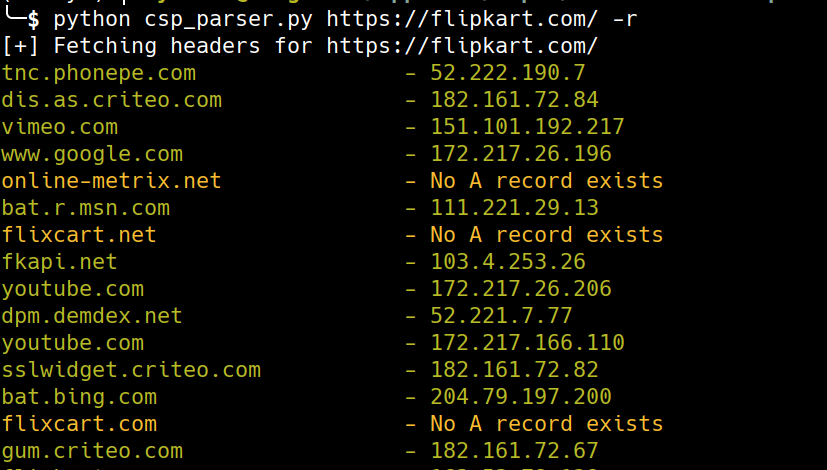 $ python csp_parser.py https://flipkart.com/ -r
[+] Fetching headers for https://flipkart.com/
tnc.phonepe.com - 52.222.190.7
dis.as.criteo.com - 182.161.72.84
vimeo.com - 151.101.192.217
www.google.com - 172.217.26.196
online-metrix.net - No A record exists
bat.r.msn.com - 111.221.29.13
flixcart.net - No A record exists
fkapi.net - 103.4.253.26
youtube.com - 172.217.26.206
dpm.demdex.net - 52.221.7.77
youtube.com - 172.217.166.110
sslwidget.criteo.com - 182.161.72.82
bat.bing.com - 204.79.197.200
flixcart.com - No A record exists
gum.criteo.com - 182.161.72.67